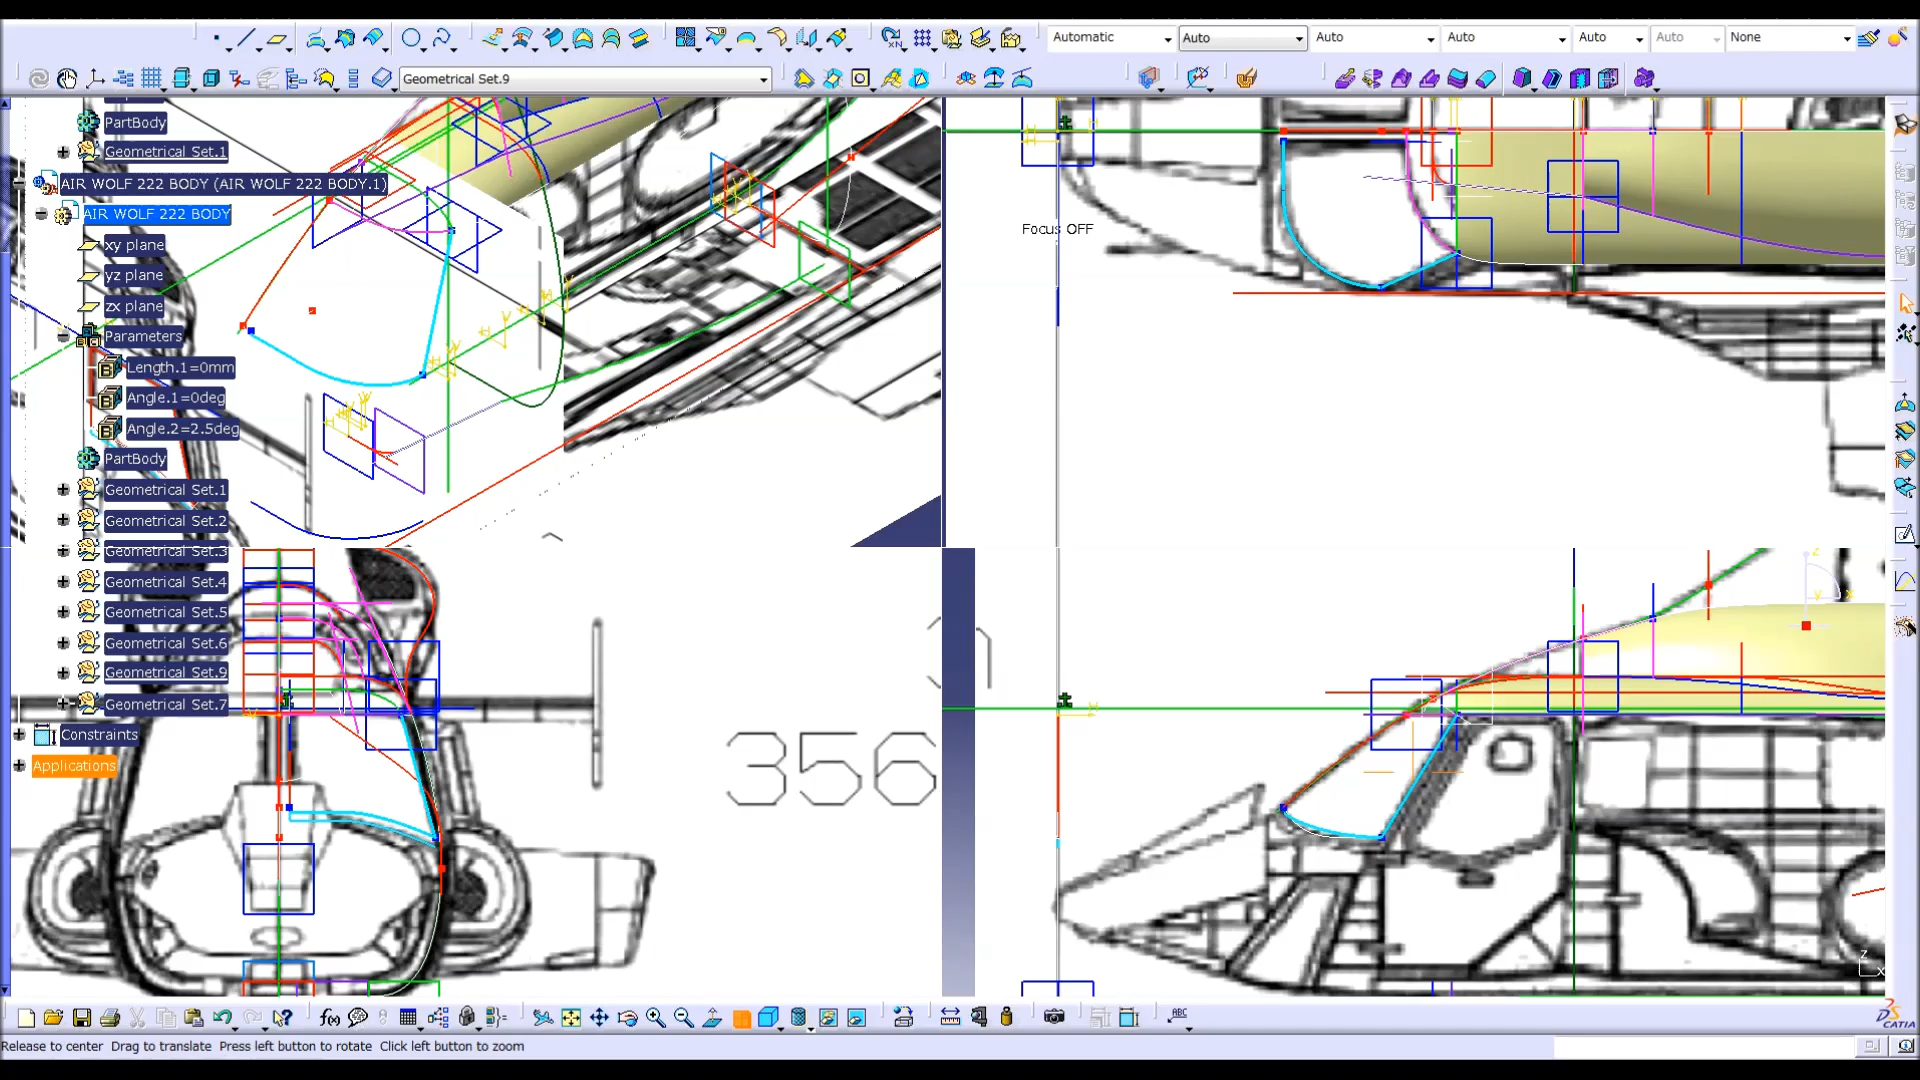 Automatic
Auto
Auto
Auto
Auto
Auto
None
Geometrical Set.9
PartBody
Geometrical Set.1
AIR WOLF 222 BODY (AIR WOLF 222 BODY.1)
AIR WOLF 222 BODY
xy plane
yz plane
zx plane
Parameters
Length.1=0mm
Angle.1=0deg
Angle.2=2.5deg
PartBody
Geometrical Set.1
Geometrical Set.2
Geometrical Set.3
Geometrical Set.4
Geometrical Set.5
Geometrical Set.6
Geometrical Set.9
Geometrical Set.7
Constraints
Applications
Focus OFF
356
f(x)
ABC
CATIA
Release to center Drag to translate Press left button to rotate Click left button to zoom